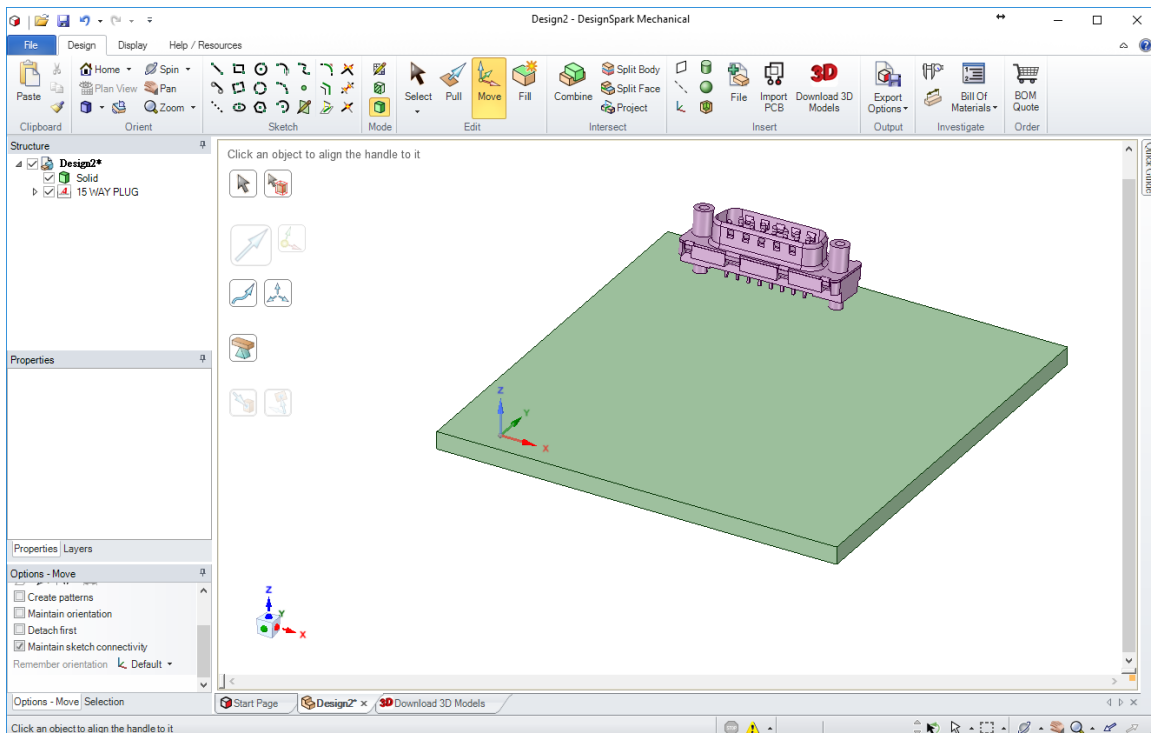 Design2 - DesignSpark Mechanical
File Design Display Help / Resources
Paste
Clipboard
Home Spin
Plan View Pan
Zoom
Orient
Sketch
Mode
Select Pull Move Fill
Edit
Combine
Split Body
Split Face
Project
Intersect
File
Import PCB
3D
Download 3D Models
Insert
Export Options
Output
Bill Of Materials
Investigate
BOM Quote
Order
Structure
Design2*
Solid
15 WAY PLUG
Click an object to align the handle to it
Z
Y
X
Properties
Properties Layers
Options - Move
Create patterns
Maintain orientation
Detach first
Maintain sketch connectivity
Remember orientation Default
Z
Y
X
Options - Move Selection
Start Page Design2* 3D Download 3D Models
Click an object to align the handle to it